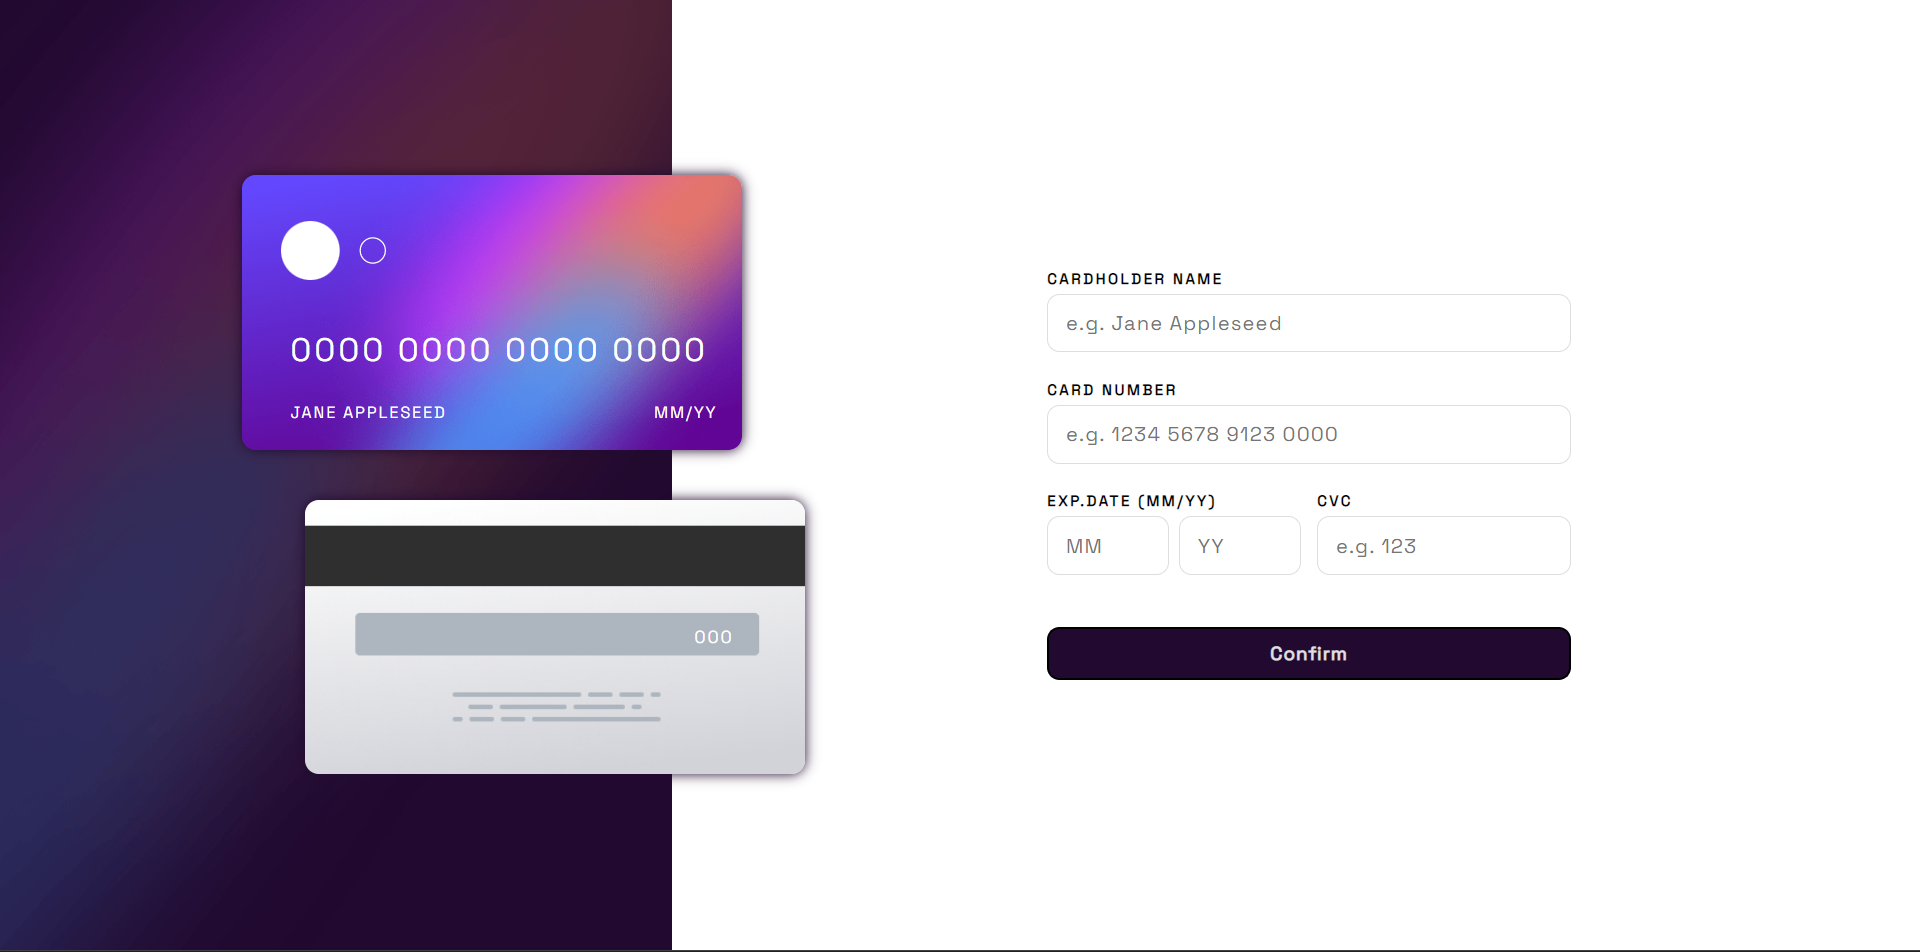 0000 0000 0000 0000
JANE APPLESEED MM/YY
000
CARDHOLDER NAME
e.g. Jane Appleseed
CARD NUMBER
e.g. 1234 5678 9123 0000
EXP.DATE (MM/YY) CVC
MM YY e.g. 123
Confirm